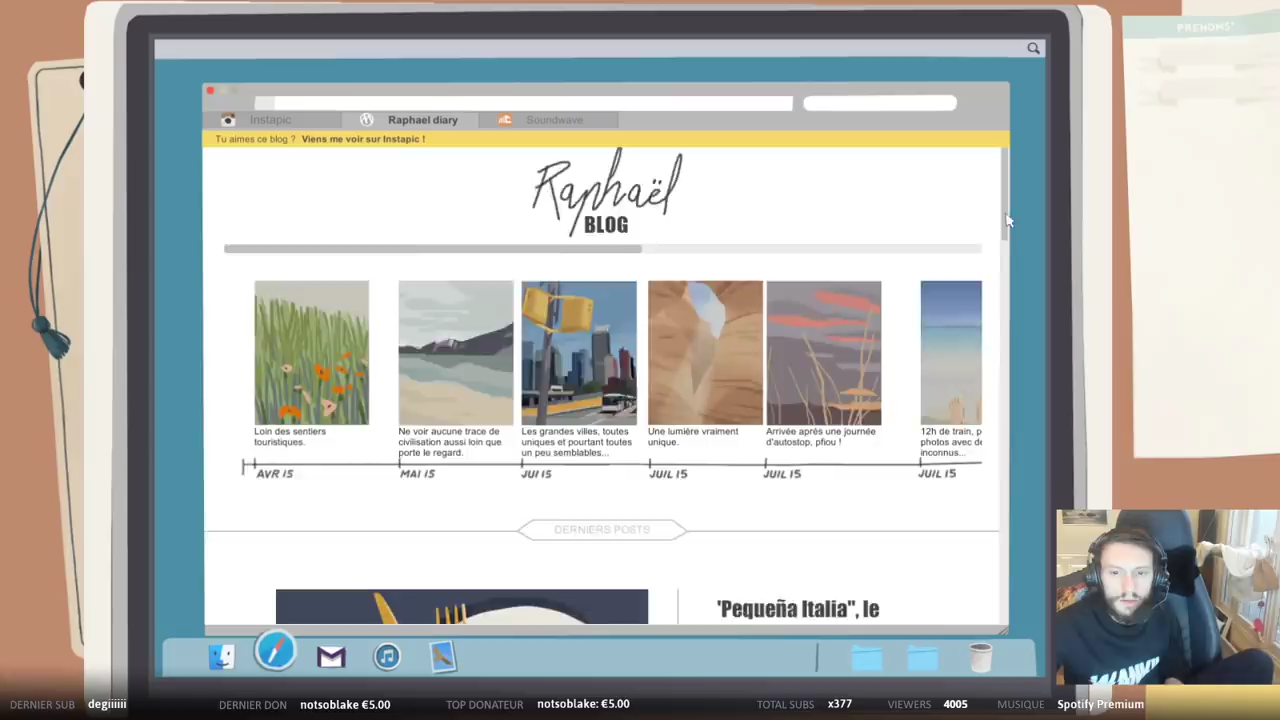 PRÉNOMS'
Instapic
Raphael diary
Soundwave
Tu aimes ce blog ? Viens me voir sur Instapic !
Raphaël
BLOG
Loin des sentiers
touristiques.
Ne voir aucune trace de
civilisation aussi loin que
porte le regard.
Les grandes villes, toutes
uniques et pourtant toutes
un peu semblables...
Une lumière vraiment
unique.
Arrivée après une journée
d'autostop, pfiou !
12h de train, p
photos avec de
inconnus...
AVR 15
MAI 15
JUI 15
JUIL 15
JUIL 15
JUIL 15
DERNIERS POSTS
'Pequeña Italia", le
DERNIER SUB degiiiiii
DERNIER DON notsoblake €5.00
TOP DONATEUR notsoblake: €5.00
TOTAL SUBS x377
VIEWERS 4005
MUSIQUE Spotify Premium